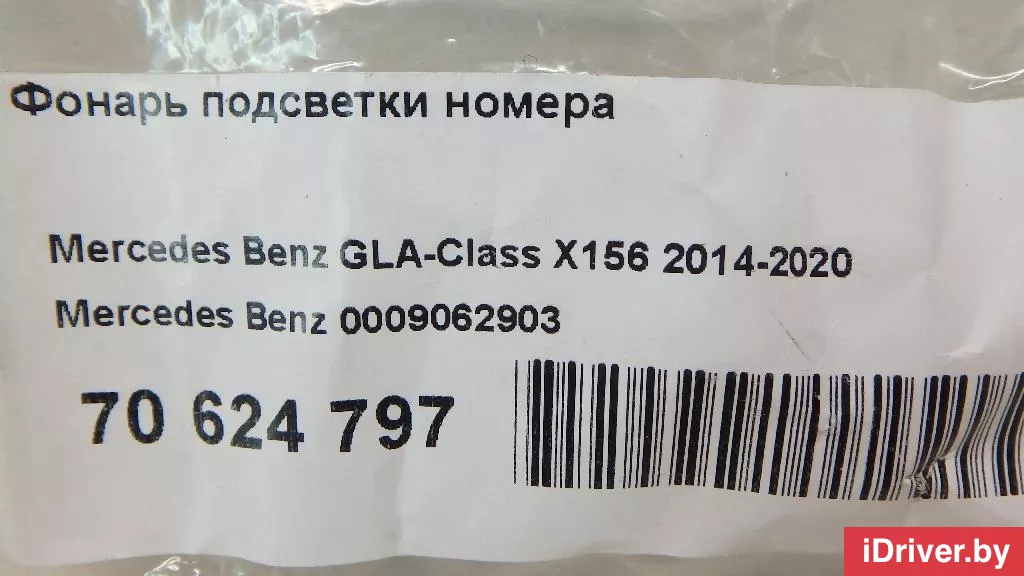 Фонарь подсветки номера
Mercedes Benz GLA-Class X156 2014-2020
Mercedes Benz 0009062903
70 624 797
iDriver.by